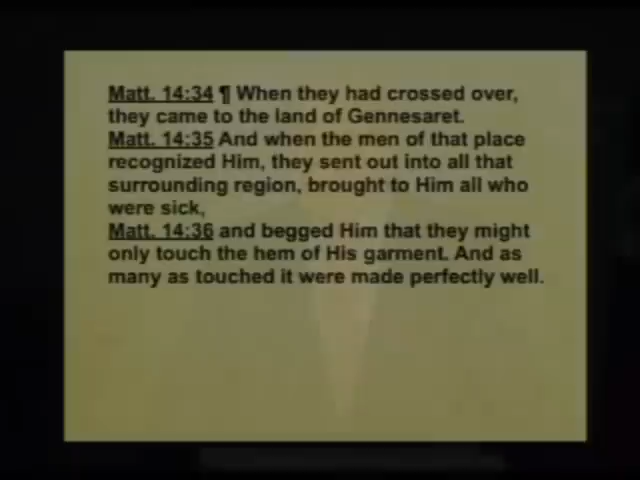 Matt. 14:34 ¶ When they had crossed over,
they came to the land of Gennesaret.
Matt. 14:35 And when the men of that place
recognized Him, they sent out into all that
surrounding region, brought to Him all who
were sick,
Matt. 14:36 and begged Him that they might
only touch the hem of His garment. And as
many as touched it were made perfectly well.